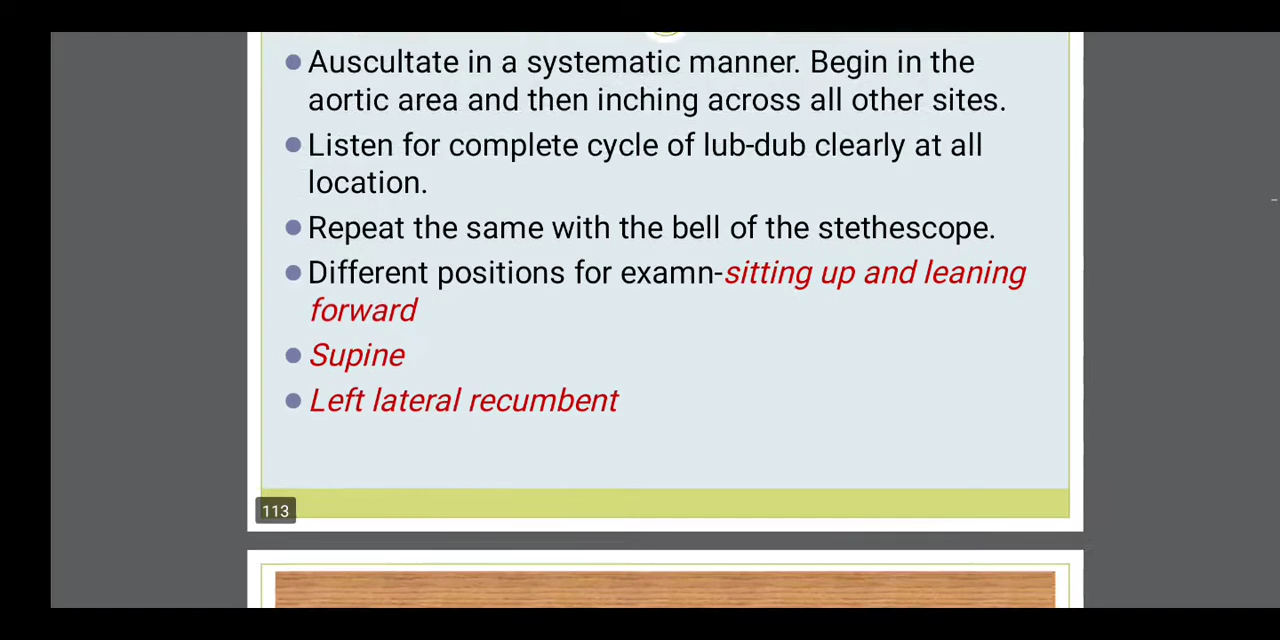 Auscultate in a systematic manner. Begin in the
aortic area and then inching across all other sites.
Listen for complete cycle of lub-dub clearly at all
location.
Repeat the same with the bell of the stethescope.
Different positions for examn-sitting up and leaning
forward
Supine
Left lateral recumbent
113